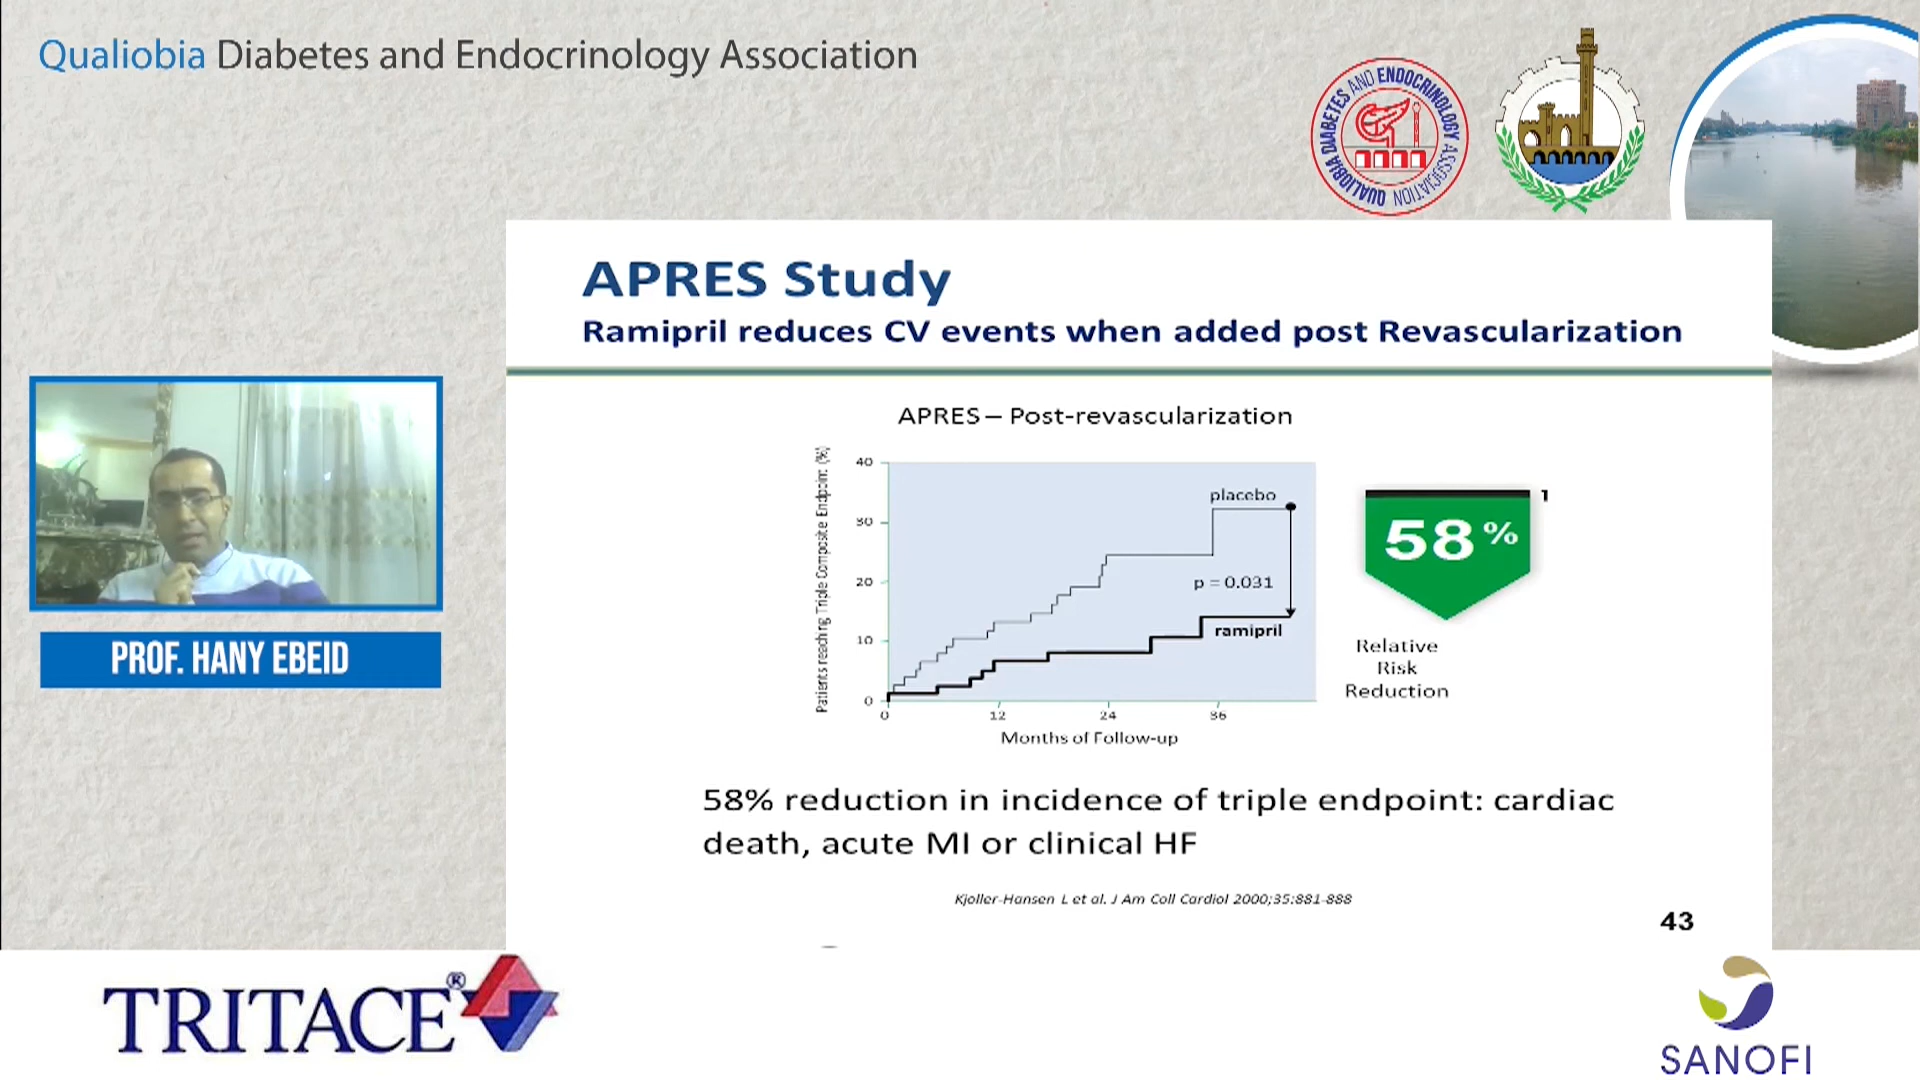 Qualiobia Diabetes and Endocrinology Association
QUALIOBIA DIABETES AND ENDOCRINOLOGY ASSOCIATION
APRES Study
Ramipril reduces CV events when added post Revascularization
APRES – Post-revascularization
Patients reaching Triple Composite Endpoint (%)
40
30
20
10
0
0
12
24
36
Months of Follow-up
placebo
p = 0.031
ramipril
58%
1
Relative
Risk
Reduction
PROF. HANY EBEID
58% reduction in incidence of triple endpoint: cardiac
death, acute MI or clinical HF
Kjoller-Hansen L et al. J Am Coll Cardiol 2000;35:881-888
43
TRITACE®
SANOFI